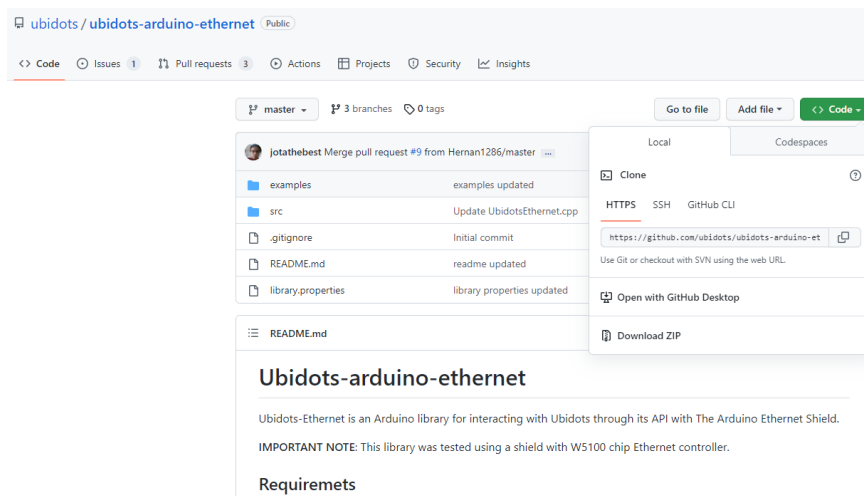 ubidots / ubidots-arduino-ethernet Public
<> Code Issues 1 Pull requests 3 Actions Projects Security Insights
master 3 branches 0 tags Go to file Add file <> Code
jotathebest Merge pull request #9 from Hernan1286/master ...
examples examples updated
src Update UbidotsEthernet.cpp
.gitignore Initial commit
README.md readme updated
library.properties library properties updated
Local Codespaces
Clone
HTTPS SSH GitHub CLI
https://github.com/ubidots/ubidots-arduino-et
Use Git or checkout with SVN using the web URL.
Open with GitHub Desktop
Download ZIP
README.md
Ubidots-arduino-ethernet
Ubidots-Ethernet is an Arduino library for interacting with Ubidots through its API with The Arduino Ethernet Shield.
IMPORTANT NOTE: This library was tested using a shield with W5100 chip Ethernet controller.
Requiremets